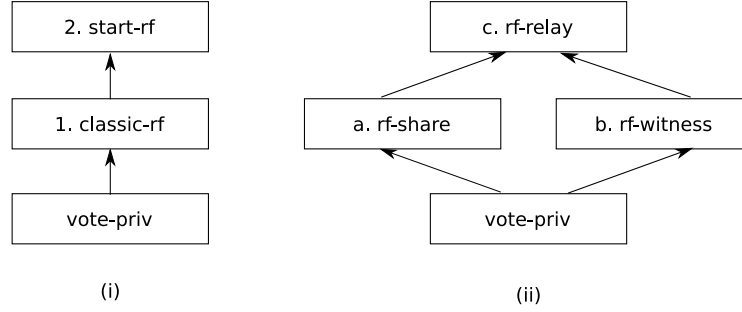 2. start-rf
1. classic-rf
vote-priv
(i)
c. rf-relay
a. rf-share
b. rf-witness
vote-priv
(ii)